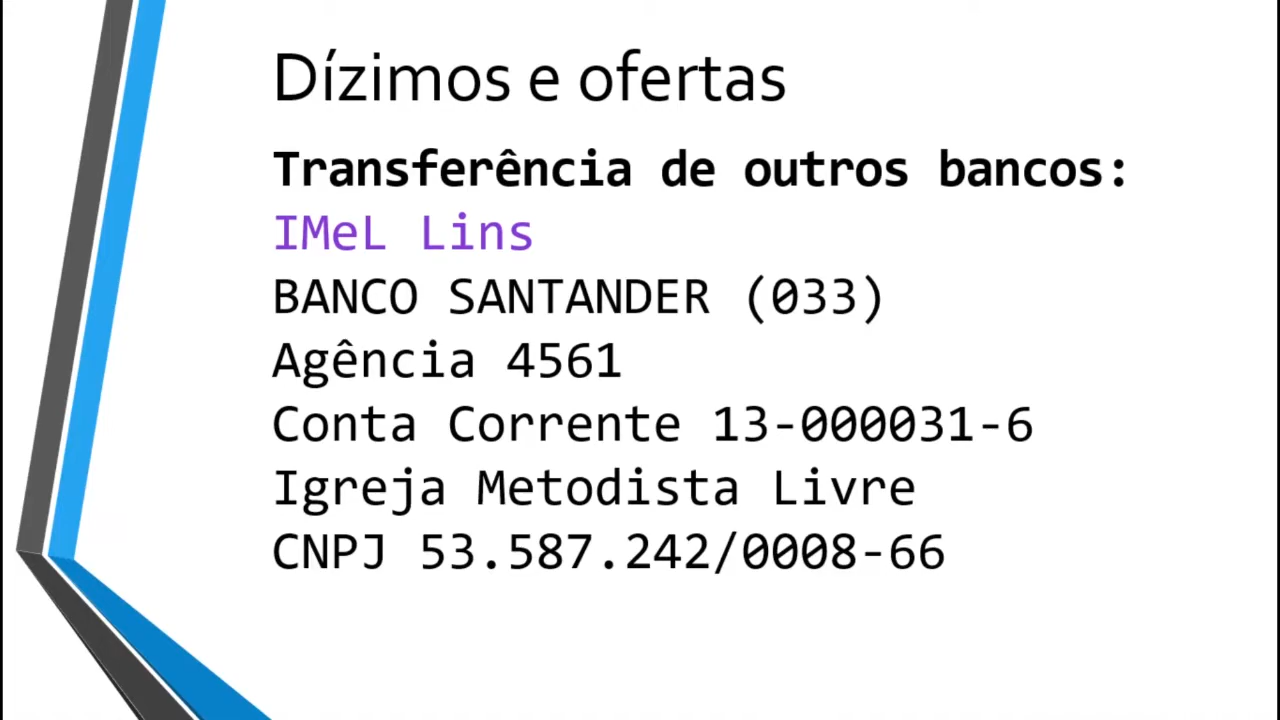 Dízimos e ofertas
Transferência de outros bancos:
IMeL Lins
BANCO SANTANDER (033)
Agência 4561
Conta Corrente 13-000031-6
Igreja Metodista Livre
CNPJ 53.587.242/0008-66